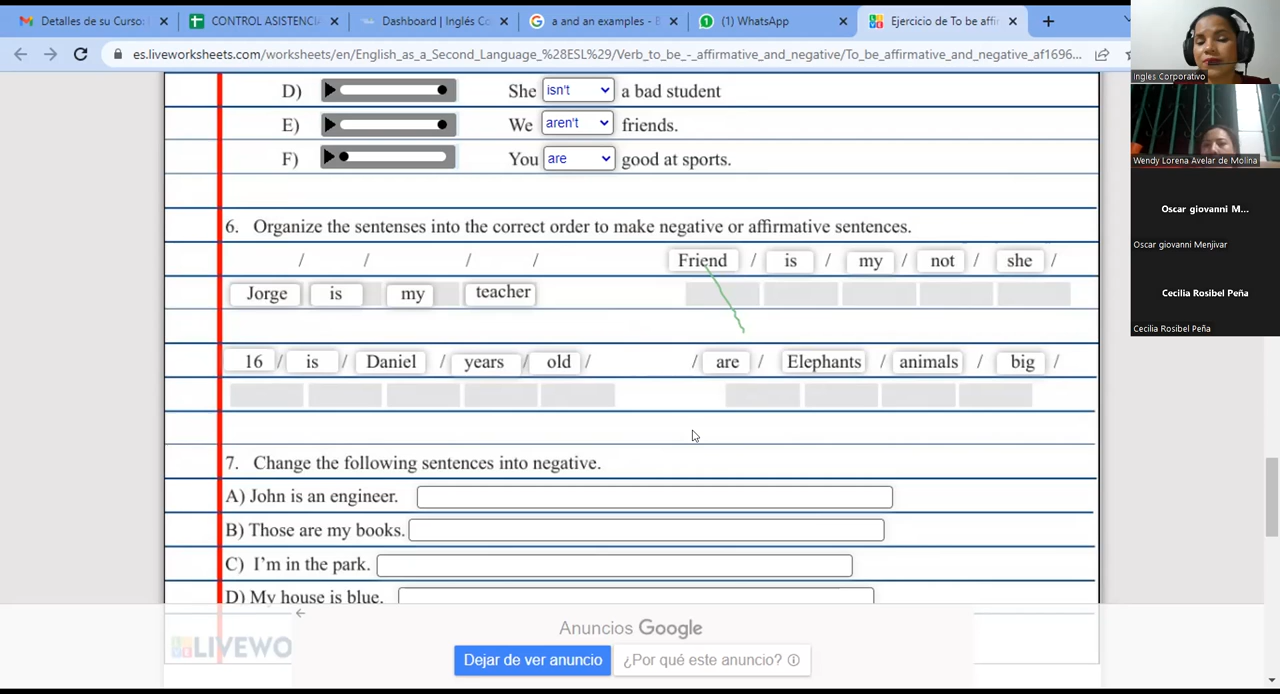 Detalles de su Curso: CONTROL ASISTENCI Dashboard | Inglés Co a and an examples - B (1) WhatsApp Ejercicio de To be affi
es.liveworksheets.com/worksheets/en/English_as_a_Second_Language_%28ESL%29/Verb_to_be_-_affirmative_and_negative/To_be_affirmative_and_negative_af1696...
Ingles Corporativo
Wendy Lorena Avelar de Molina
Oscar giovanni M...
Oscar giovanni Menjivar
Cecilia Rosibel Peña
Cecilia Rosibel Peña
D) She isn't a bad student
E) We aren't friends.
F) You are good at sports.
6. Organize the sentences into the correct order to make negative or affirmative sentences.
/ / / / Friend / is / my / not / she /
Jorge is my teacher
16 / is / Daniel / years / old / / are / Elephants / animals / big /
7. Change the following sentences into negative.
A) John is an engineer.
B) Those are my books.
C) I'm in the park.
D) My house is blue.
LIVEWO
Anuncios Google
Dejar de ver anuncio ¿Por qué este anuncio?